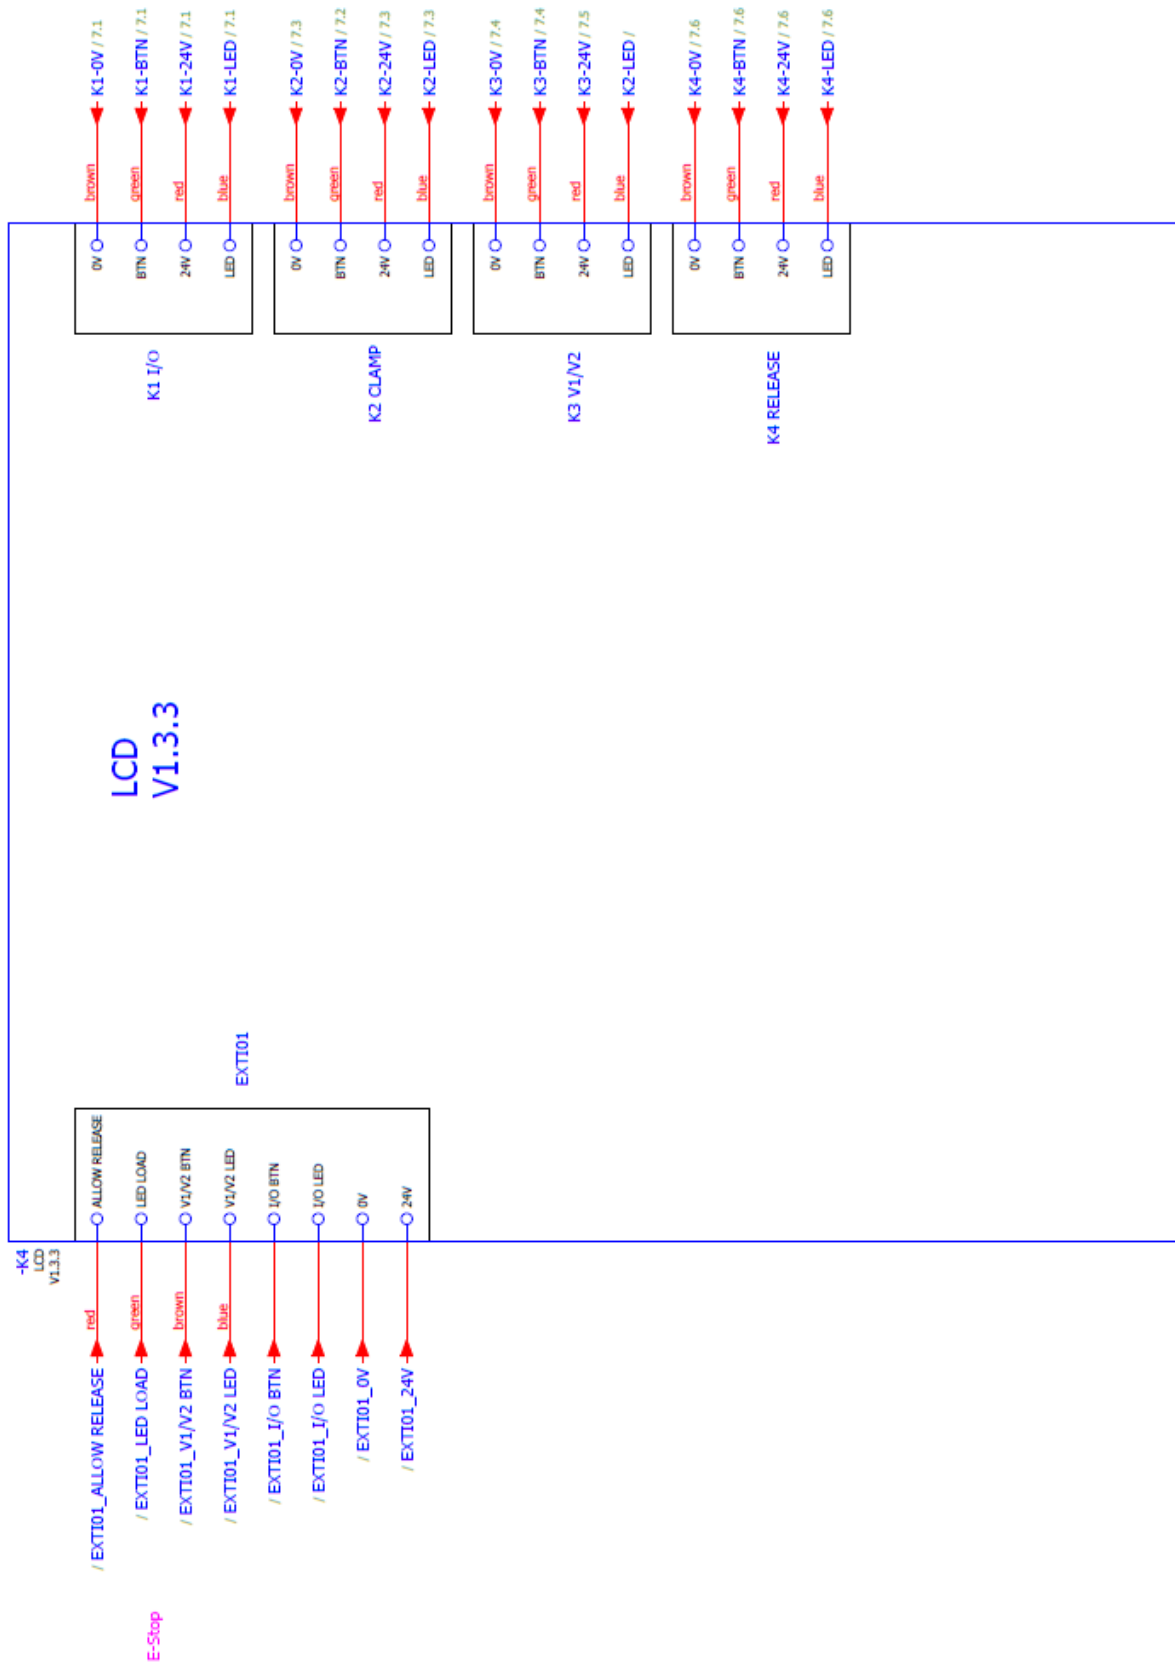 K1-0V / 7.1
K1-BTN / 7.1
K1-24V / 7.1
K1-LED / 7.1
K2-0V / 7.3
K2-BTN / 7.2
K2-24V / 7.3
K2-LED / 7.3
K3-0V / 7.4
K3-BTN / 7.4
K3-24V / 7.5
K2-LED /
K4-0V / 7.6
K4-BTN / 7.6
K4-24V / 7.6
K4-LED / 7.6
brown
green
red
blue
brown
green
red
blue
brown
green
red
blue
brown
green
red
blue
0V
BTN
24V
LED
0V
BTN
24V
LED
0V
BTN
24V
LED
0V
BTN
24V
LED
K1 I/O
K2 CLAMP
K3 V1/V2
K4 RELEASE
LCD
V1.3.3
EXTI01
ALLOW RELEASE
LED LOAD
V1/V2 BTN
V1/V2 LED
I/O BTN
I/O LED
0V
24V
-K4
LCD
V1.3.3
red
green
brown
blue
/ EXTI01_ALLOW RELEASE
/ EXTI01_LED LOAD
/ EXTI01_V1/V2 BTN
/ EXTI01_V1/V2 LED
/ EXTI01_I/O BTN
/ EXTI01_I/O LED
/ EXTI01_0V
/ EXTI01_24V
E-Stop